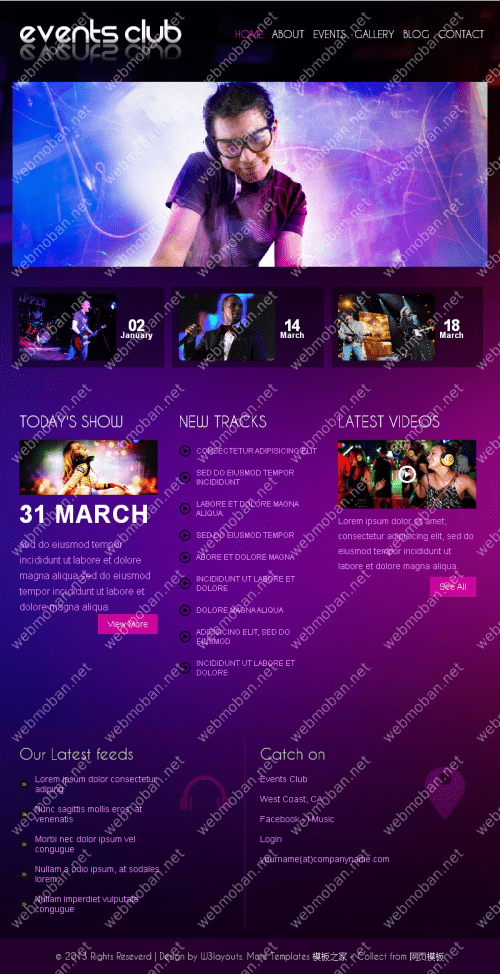 events club
HOME ABOUT EVENTS GALLERY BLOG CONTACT
02
January
14
March
18
March
TODAY'S SHOW
31 MARCH
sed do eiusmod tempor
incididunt ut labore et dolore
magna aliqua.sed do eiusmod
tempor incididunt ut labore et
dolore magna aliqua.
View More
NEW TRACKS
CONSECTETUR ADIPISICING ELIT
SED DO EIUSMOD TEMPOR
INCIDIDUNT
LABORE ET DOLORE MAGNA
ALIQUA.
SED DO EIUSMOD TEMPOR
ABORE ET DOLORE MAGNA
INCIDIDUNT UT LABORE ET
DOLORE
DOLORE MAGNA ALIQUA
ADIPISICING ELIT, SED DO
EIUSMOD
INCIDIDUNT UT LABORE ET
DOLORE
LATEST VIDEOS
Lorem ipsum dolor sit amet,
consectetur adipisicing elit, sed do
eiusmod tempor incididunt ut
labore et dolore magna aliqua.
See All
Our Latest feeds
Lorem ipsum dolor consectetur
adiping
Nunc sagittis mollis eros, at
venenatis
Morbi nec dolor ipsum vel
congugue
Nullam a odio ipsum, at sodales
lorem
Nullam imperdiet vulputate
congugue
Catch on
Events Club
West Coast, CA
Facebook - I Music
Login
yourname(at)companyname.com
© 2013 Rights Reseverd | Design by W3layouts. More Templates 模板之家 - Collect from 网页模板
webmoban.net